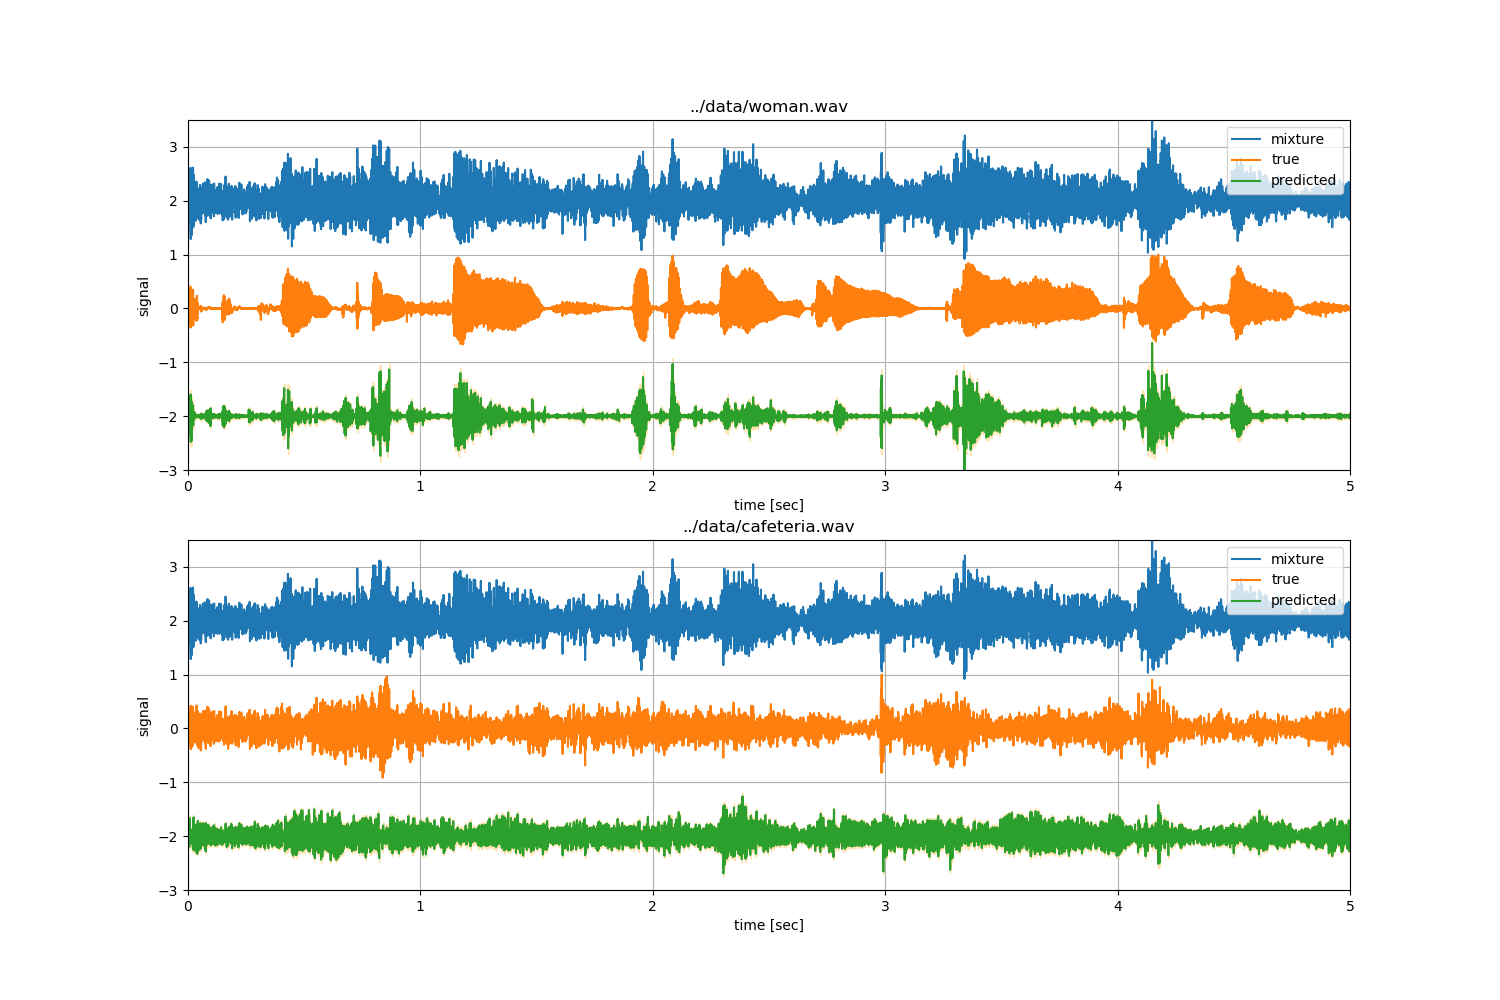 ../data/woman.wav
3
2
1
0
−1
−2
−3
signal
mixture
true
predicted
0 1 2 3 4 5
time [sec]
../data/cafeteria.wav
3
2
1
0
−1
−2
−3
signal
mixture
true
predicted
0 1 2 3 4 5
time [sec]